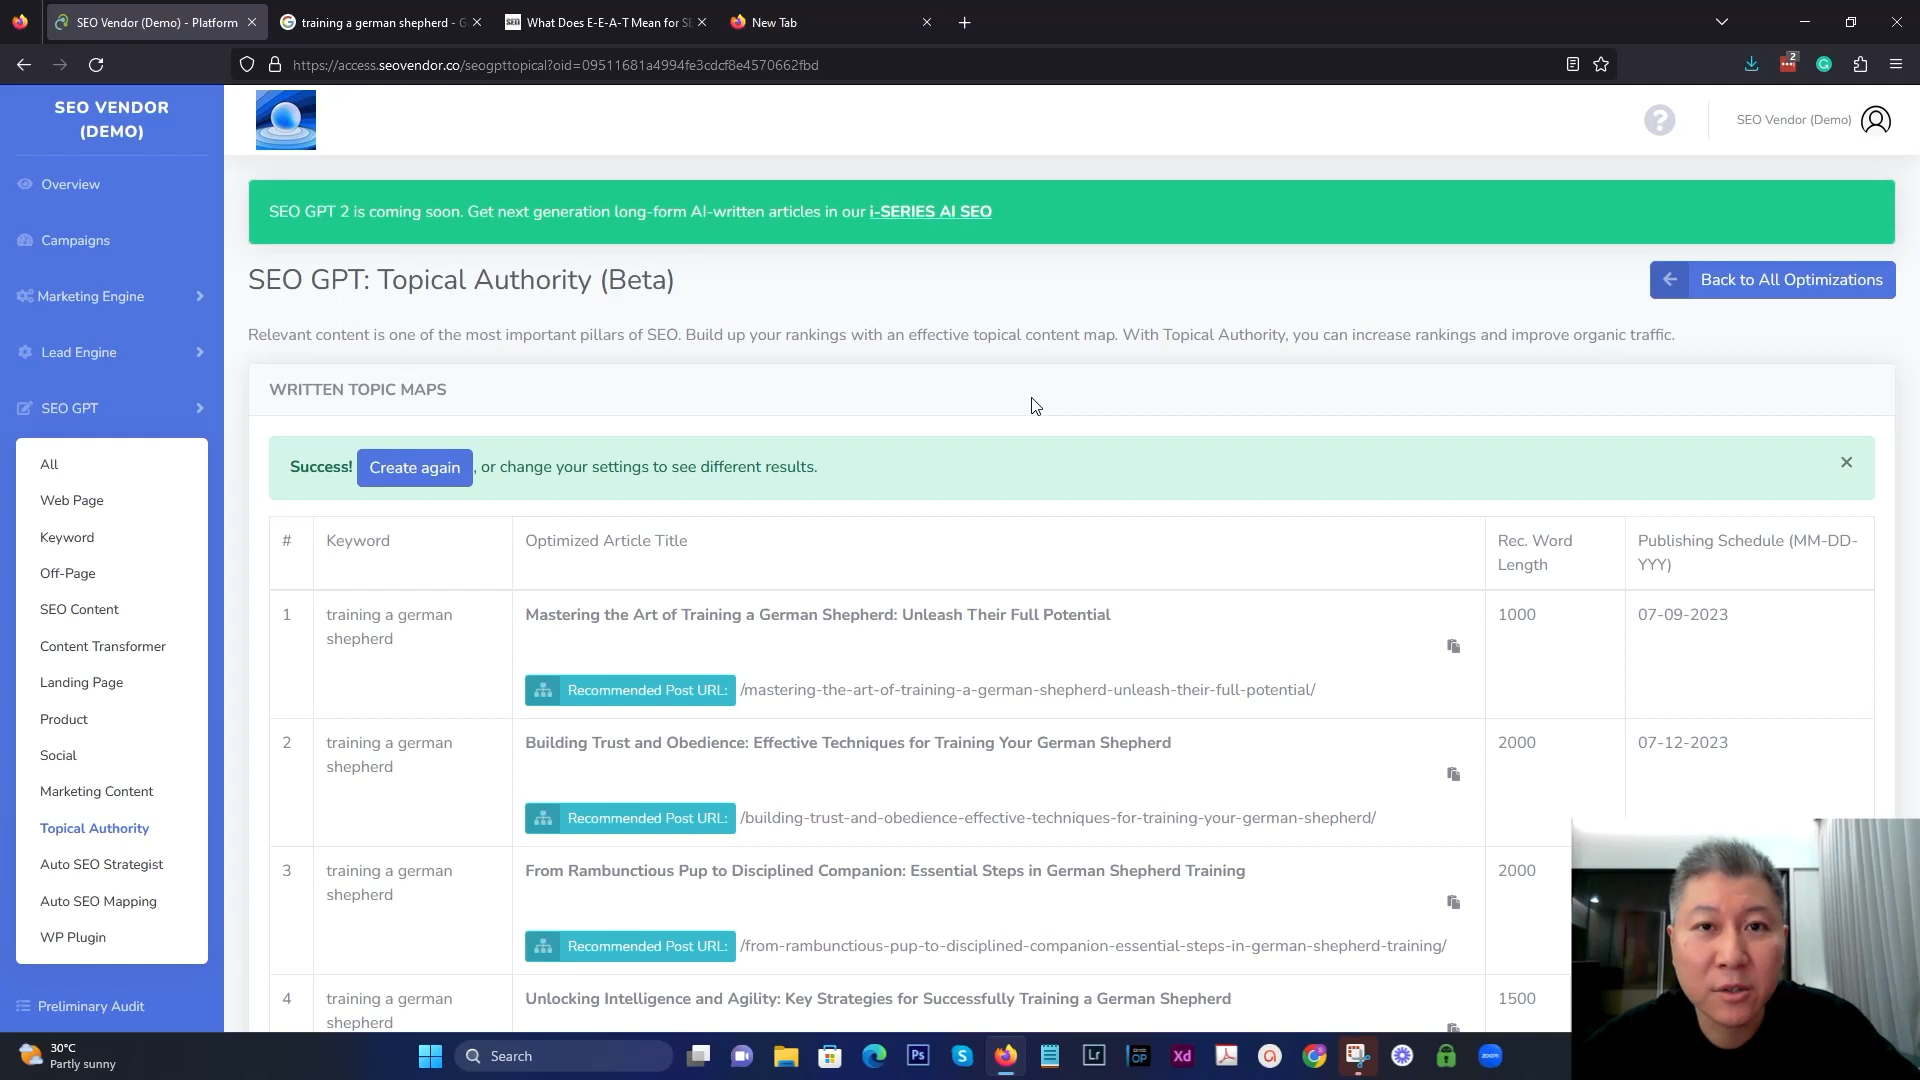 SEO Vendor (Demo) - Platform
training a german shepherd - G
What Does E-E-A-T Mean for SE
New Tab
https://access.seovendor.co/seogpttopical?oid=09511681a4994fe3cdcf8e4570662fbd
2
SEO VENDOR
(DEMO)
SEO Vendor (Demo)
Overview
Campaigns
Marketing Engine
Lead Engine
SEO GPT
All
Web Page
Keyword
Off-Page
SEO Content
Content Transformer
Landing Page
Product
Social
Marketing Content
Topical Authority
Auto SEO Strategist
Auto SEO Mapping
WP Plugin
Preliminary Audit
SEO GPT 2 is coming soon. Get next generation long-form AI-written articles in our i-SERIES AI SEO
SEO GPT: Topical Authority (Beta)
Back to All Optimizations
Relevant content is one of the most important pillars of SEO. Build up your rankings with an effective topical content map. With Topical Authority, you can increase rankings and improve organic traffic.
WRITTEN TOPIC MAPS
Success! Create again, or change your settings to see different results.
# Keyword Optimized Article Title Rec. Word Length Publishing Schedule (MM-DD-YYY)
1 training a german shepherd Mastering the Art of Training a German Shepherd: Unleash Their Full Potential 1000 07-09-2023
Recommended Post URL: /mastering-the-art-of-training-a-german-shepherd-unleash-their-full-potential/
2 training a german shepherd Building Trust and Obedience: Effective Techniques for Training Your German Shepherd 2000 07-12-2023
Recommended Post URL: /building-trust-and-obedience-effective-techniques-for-training-your-german-shepherd/
3 training a german shepherd From Rambunctious Pup to Disciplined Companion: Essential Steps in German Shepherd Training 2000
Recommended Post URL: /from-rambunctious-pup-to-disciplined-companion-essential-steps-in-german-shepherd-training/
4 training a german shepherd Unlocking Intelligence and Agility: Key Strategies for Successfully Training a German Shepherd 1500
30°C
Partly sunny
Search
Ps
Lr
OP
Xd
zoom